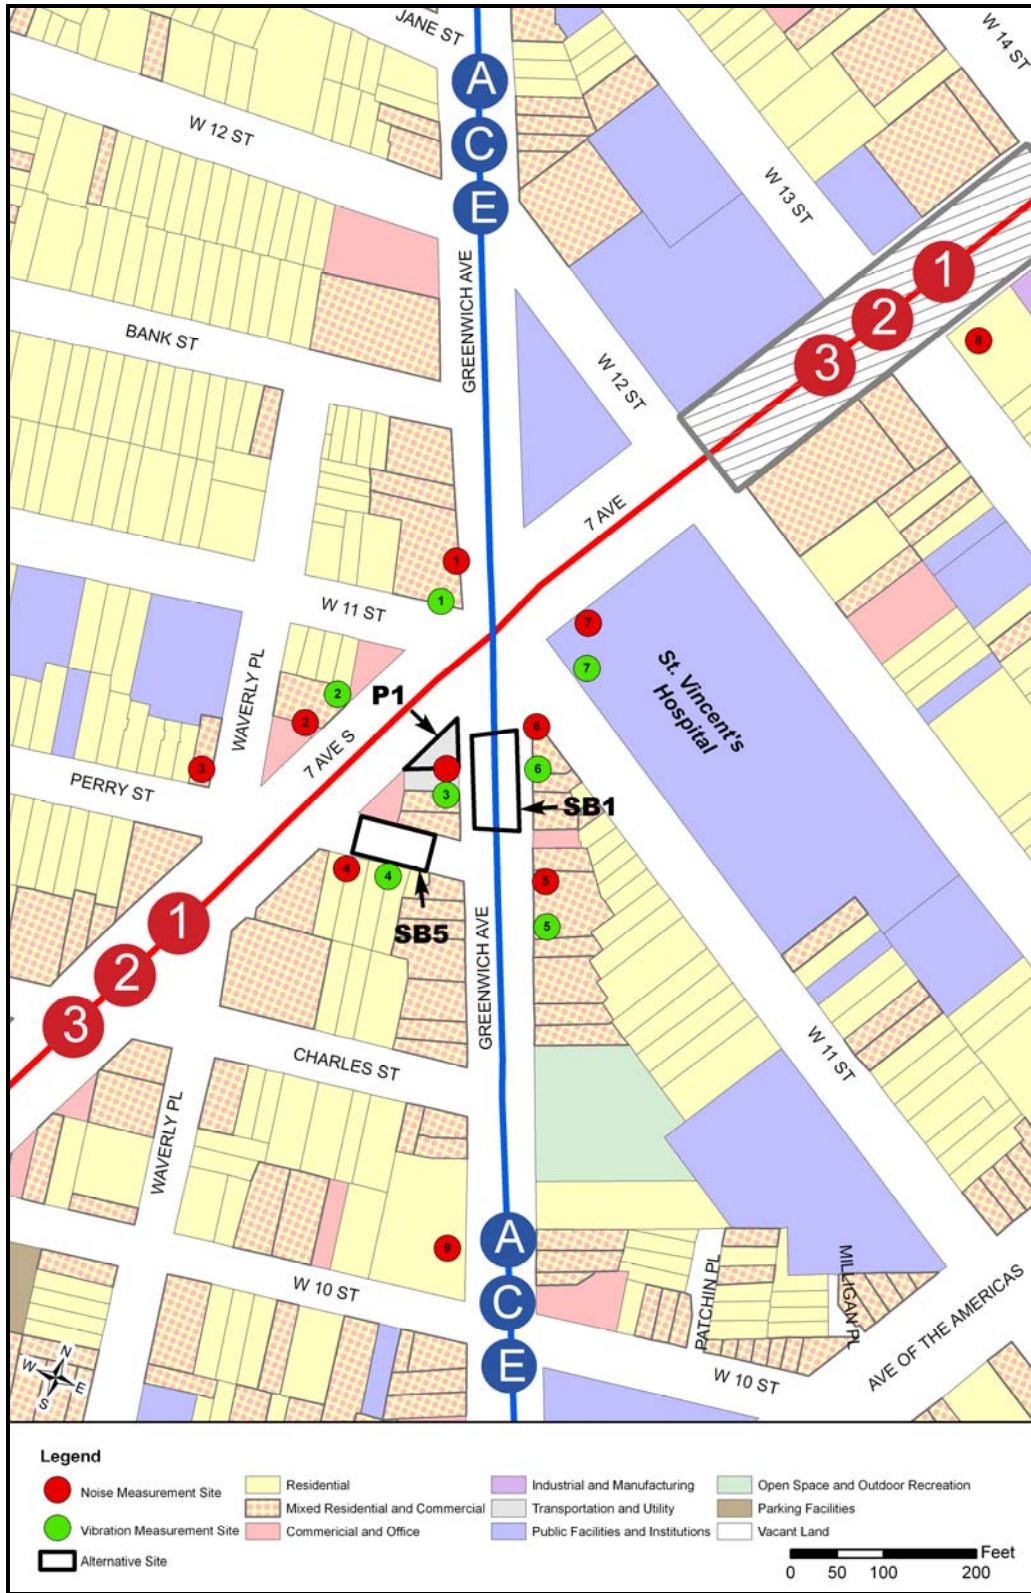 JANE ST
W 14 ST
A
C
E
W 12 ST
W 13 ST
GREENWICH AVE
1
2
3
BANK ST
W 12 ST
8
7 AVE
1
1
W 11 ST
7
7
St. Vincent's
Hospital
WAVERLY PL
2
2
P1
7 AVE S
3
6
6
3
SB1
PERRY ST
4
4
5
5
SB5
1
2
3
GREENWICH AVE
CHARLES ST
W 11 ST
WAVERLY PL
9
A
C
E
W 10 ST
PATCHIN PL
MILLIGAN PL
AVE OF THE AMERICAS
W 10 ST
N
W
E
S
Legend
Noise Measurement Site
Vibration Measurement Site
Alternative Site
Residential
Mixed Residential and Commercial
Commericial and Office
Industrial and Manufacturing
Transportation and Utility
Public Facilities and Institutions
Open Space and Outdoor Recreation
Parking Facilities
Vacant Land
Feet
0 50 100 200